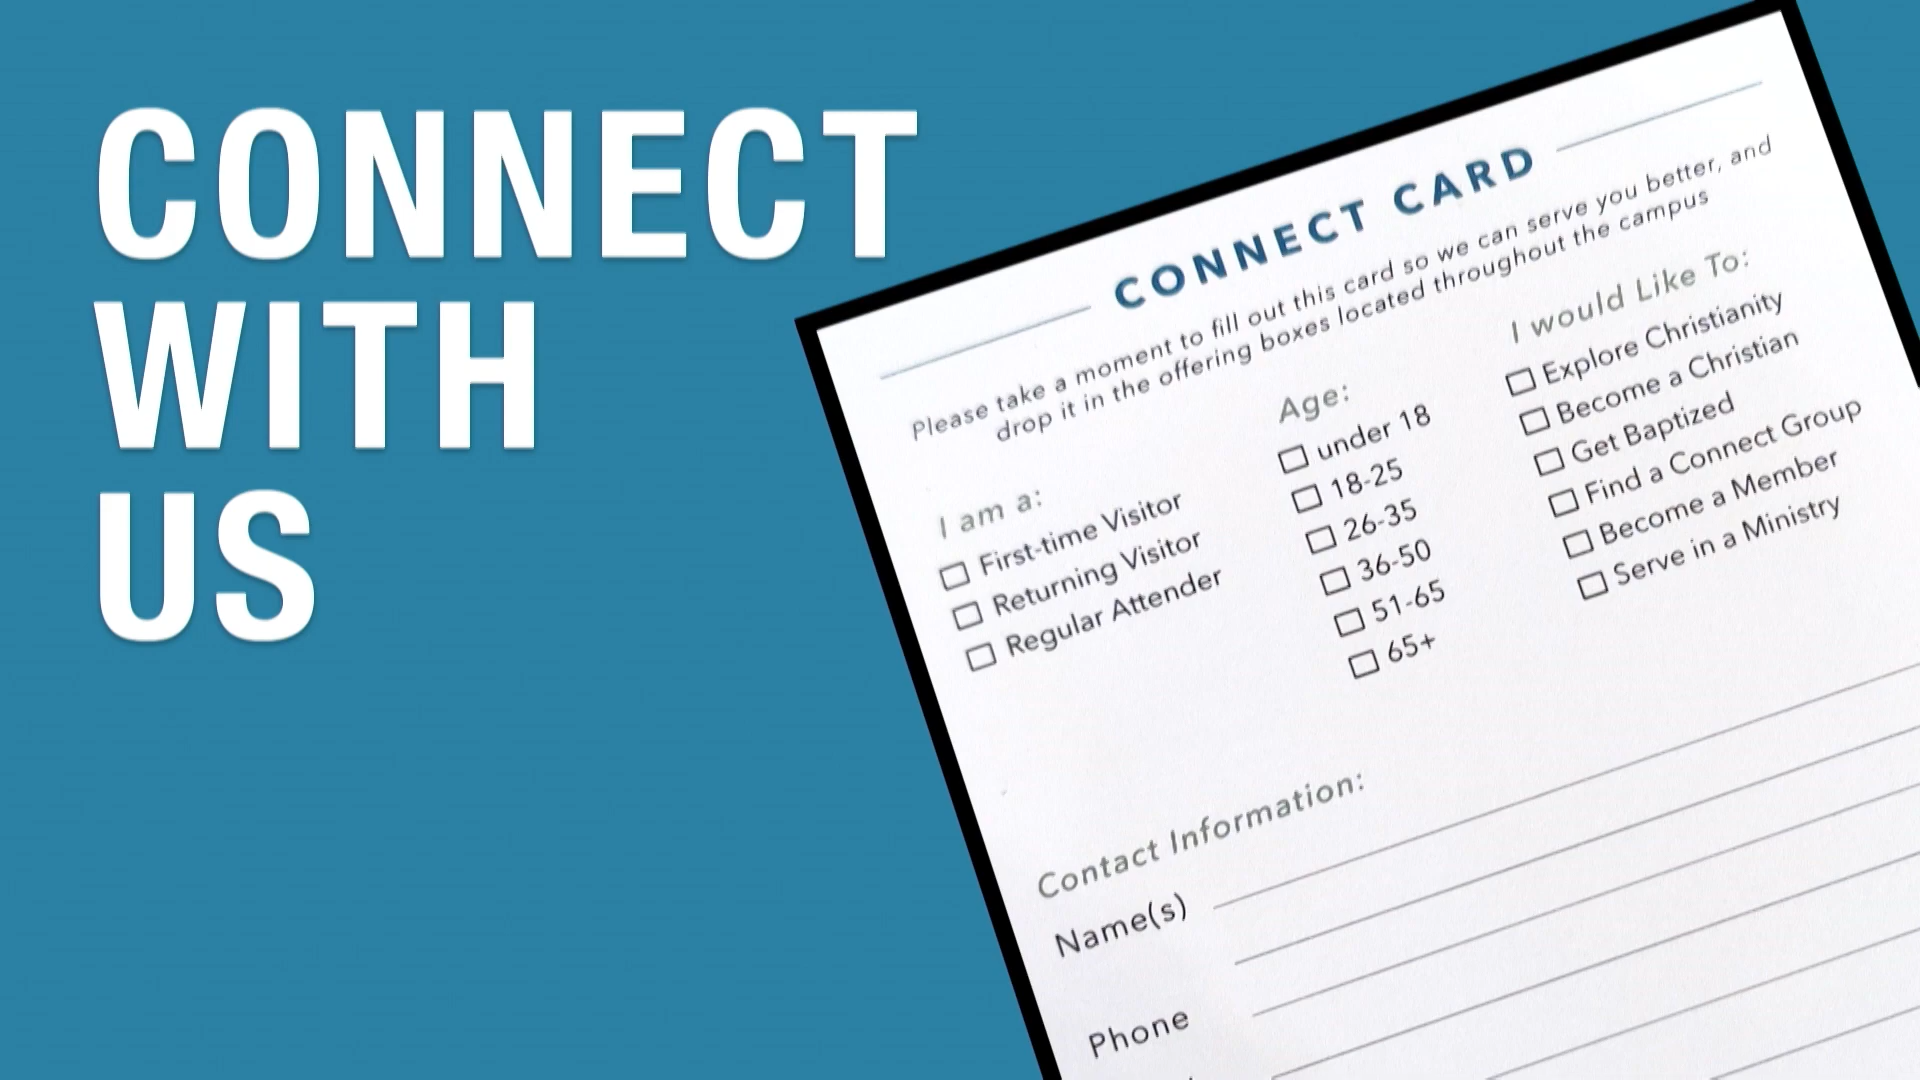 CONNECT
WITH
US
CONNECT CARD
Please take a moment to fill out this card so we can serve you better, and
drop it in the offering boxes located throughout the campus
I am a:
First-time Visitor
Returning Visitor
Regular Attender
Age:
under 18
18-25
26-35
36-50
51-65
65+
I would Like To:
Explore Christianity
Become a Christian
Get Baptized
Find a Connect Group
Become a Member
Serve in a Ministry
Contact Information:
Name(s)
Phone